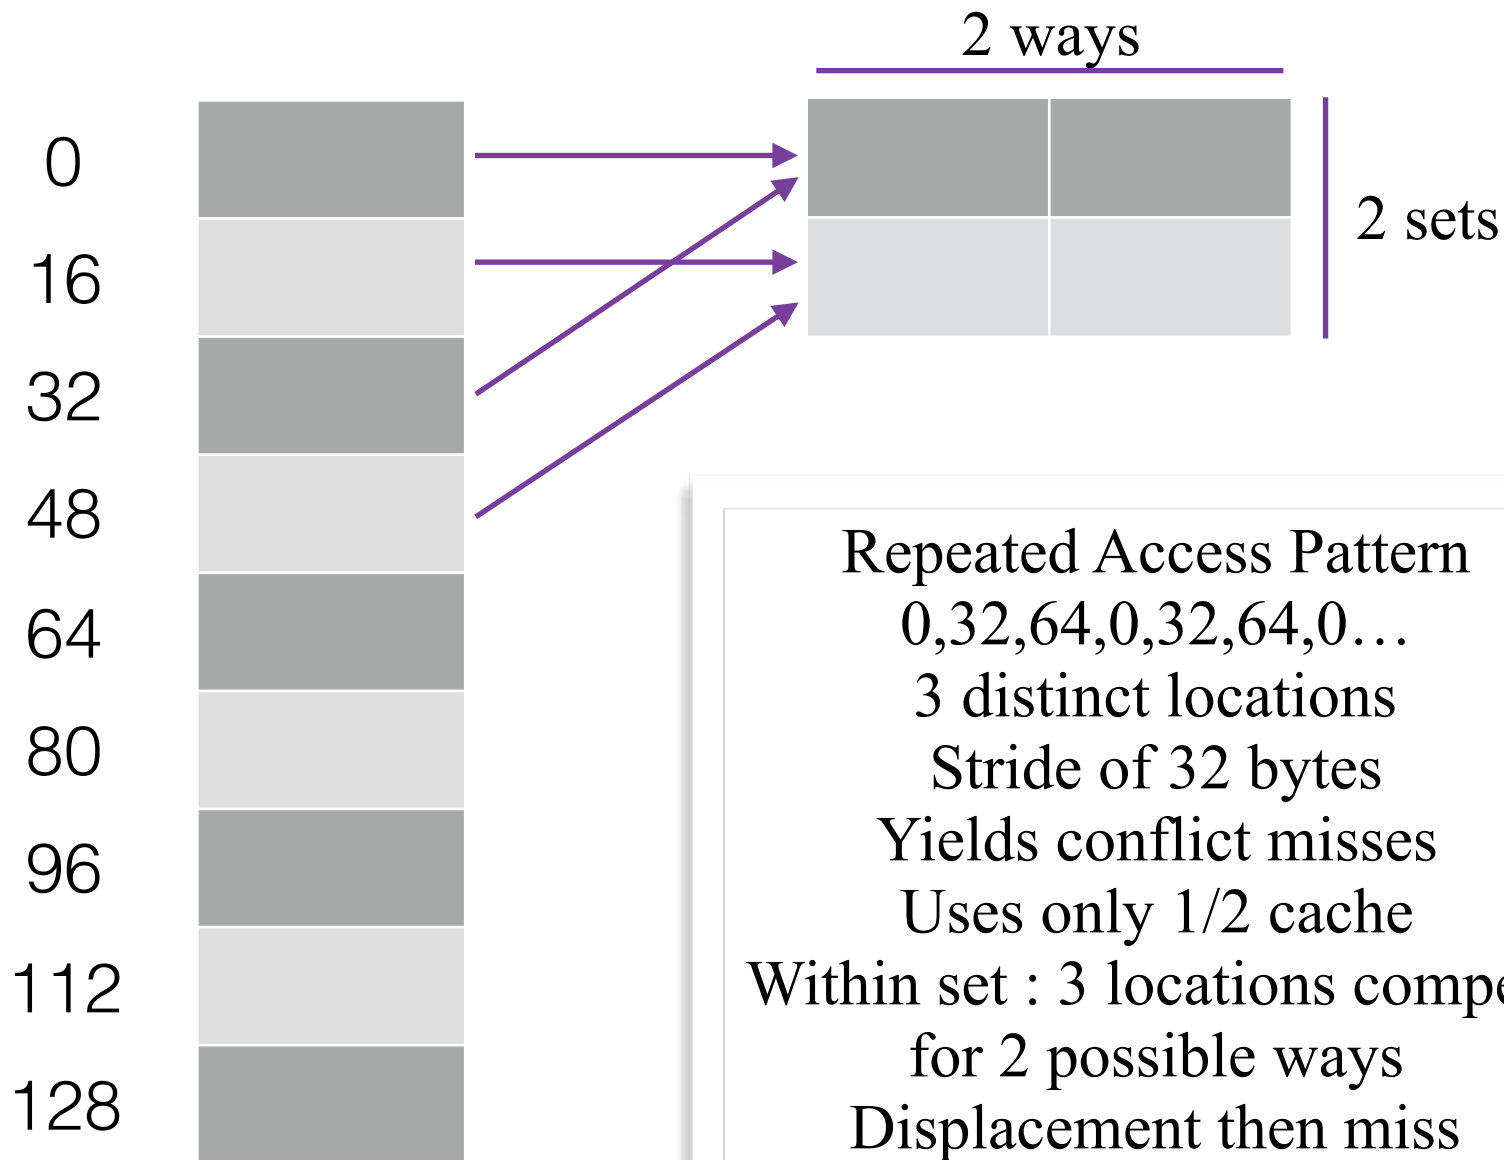 2 ways
2 sets
0
16
32
48
64
80
96
112
128
Repeated Access Pattern
0,32,64,0,32,64,0…
3 distinct locations
Stride of 32 bytes
Yields conflict misses
Uses only 1/2 cache
Within set : 3 locations
for 2 possible ways
Displacement then miss